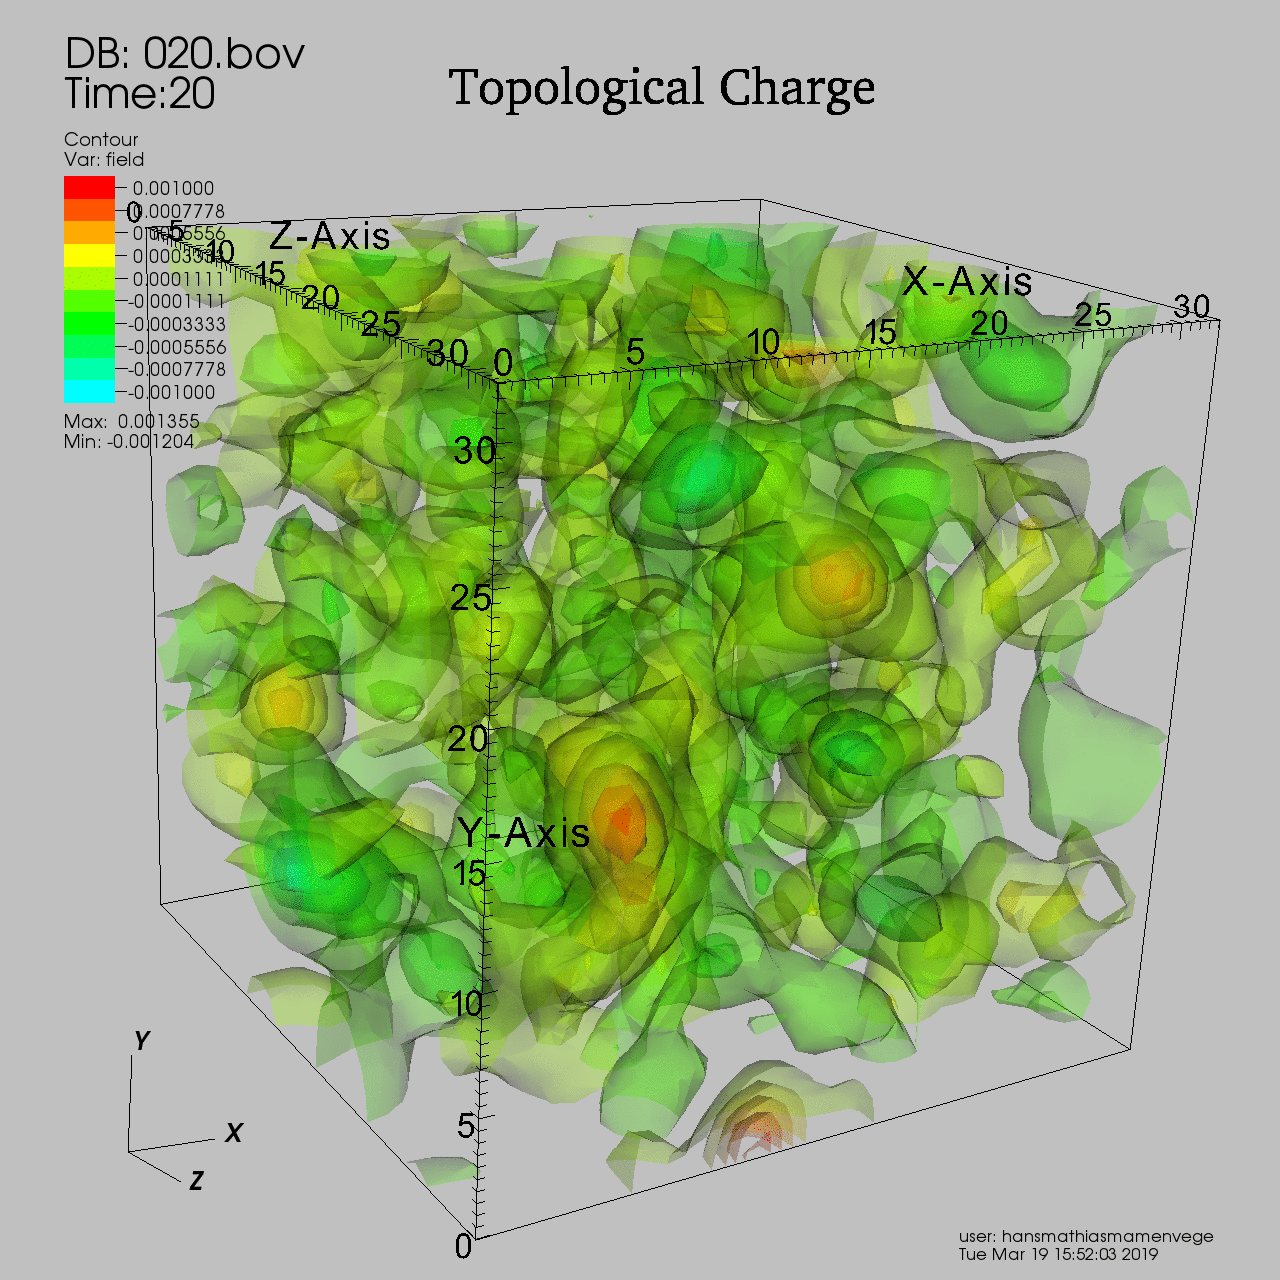 DB: 020.bov
Time:20
Topological Charge
Contour
Var: field
0.001000
0.0007778
0.0003333
0.0001111
-0.0001111
-0.0003333
-0.0005556
-0.0007778
-0.001000
Max: 0.001355
Min: -0.001204
Z-Axis
0
5
10
15
20
25
30
X-Axis
0
5
10
15
20
25
30
30
25
20
Y-Axis
15
10
5
0
Y
X
Z
user: hansmathiasmamenvege
Tue Mar 19 15:52:03 2019